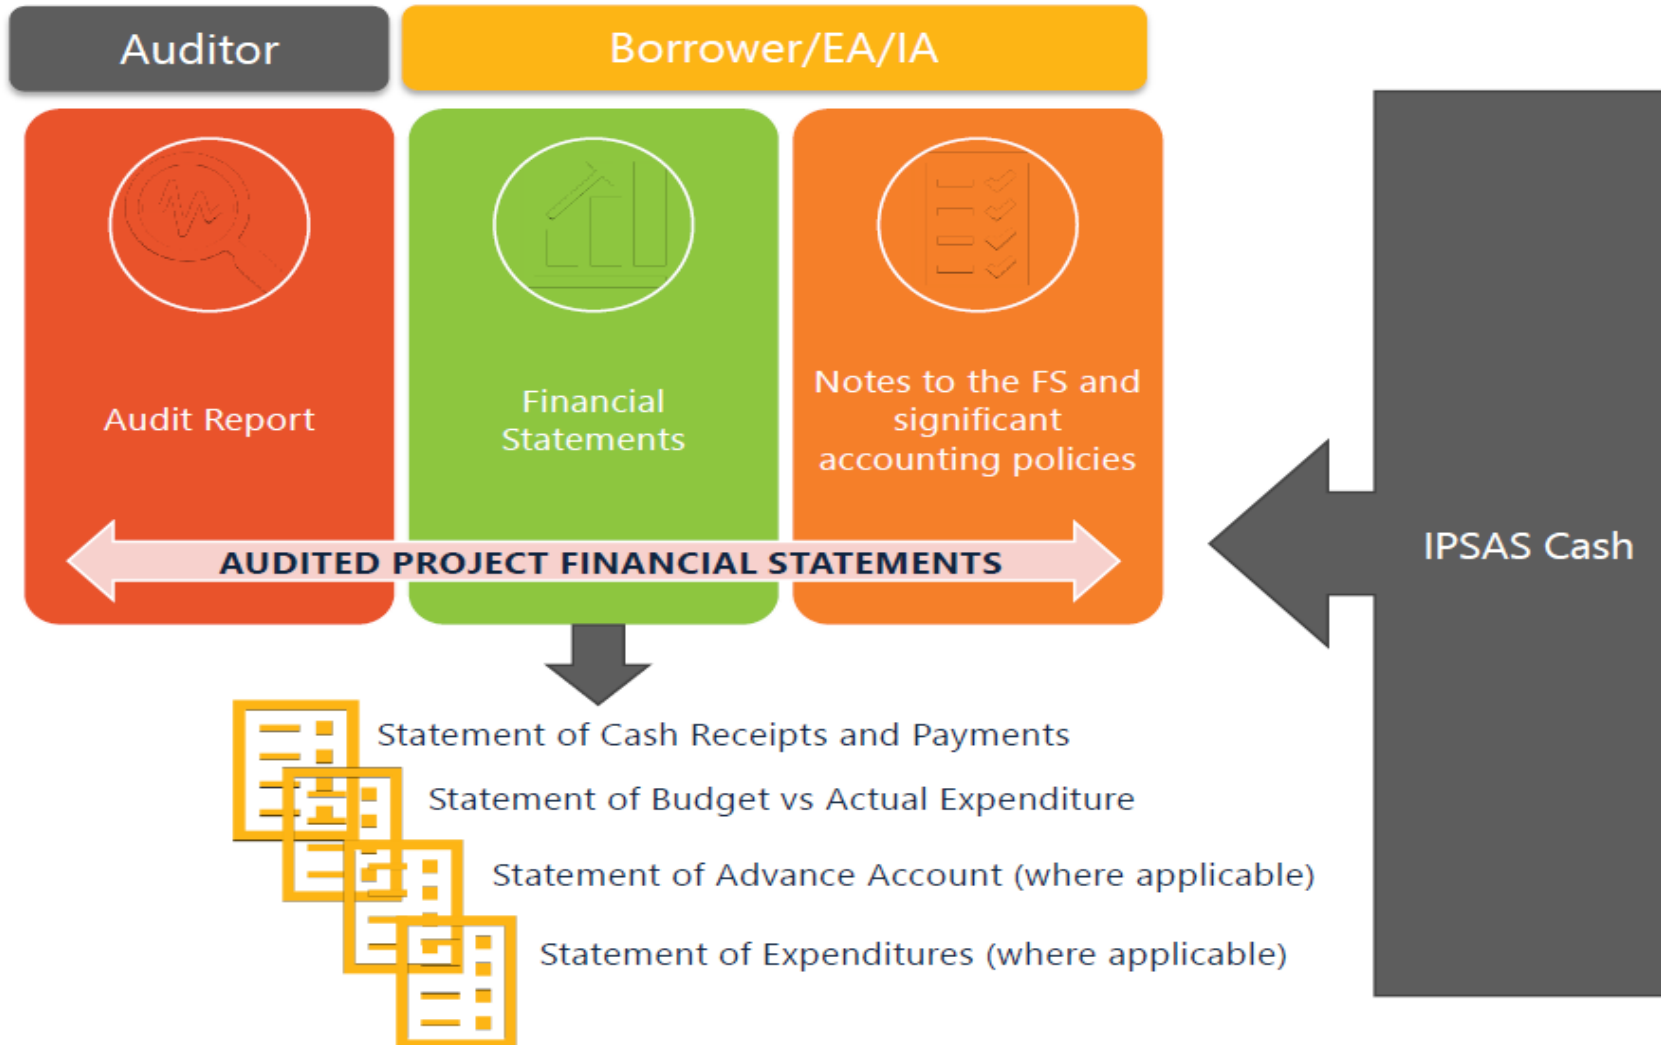 Auditor
Borrower/EA/IA
Audit Report
Financial
Statements
Notes to the FS and
significant
accounting policies
AUDITED PROJECT FINANCIAL STATEMENTS
IPSAS Cash
Statement of Cash Receipts and Payments
Statement of Budget vs Actual Expenditure
Statement of Advance Account (where applicable)
Statement of Expenditures (where applicable)